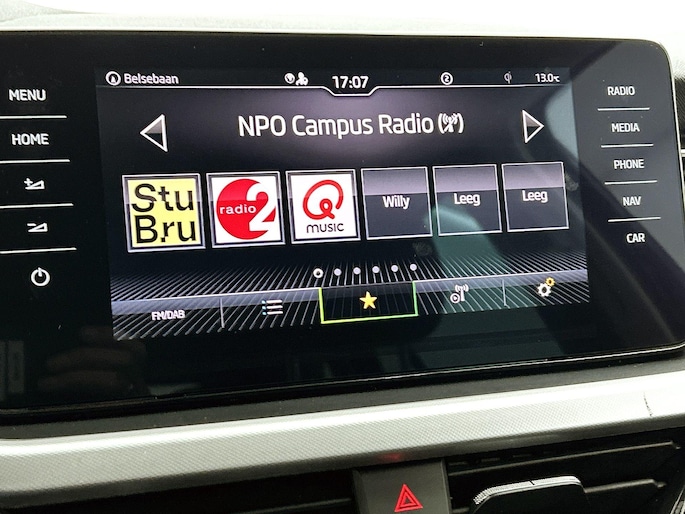 Belsebaan
17:07
2
13.0°C
MENU
HOME
RADIO
MEDIA
PHONE
NAV
CAR
NPO Campus Radio
Stu
Bru
radio 2
Q
MUSIC
Willy
Leeg
Leeg
FM/DAB